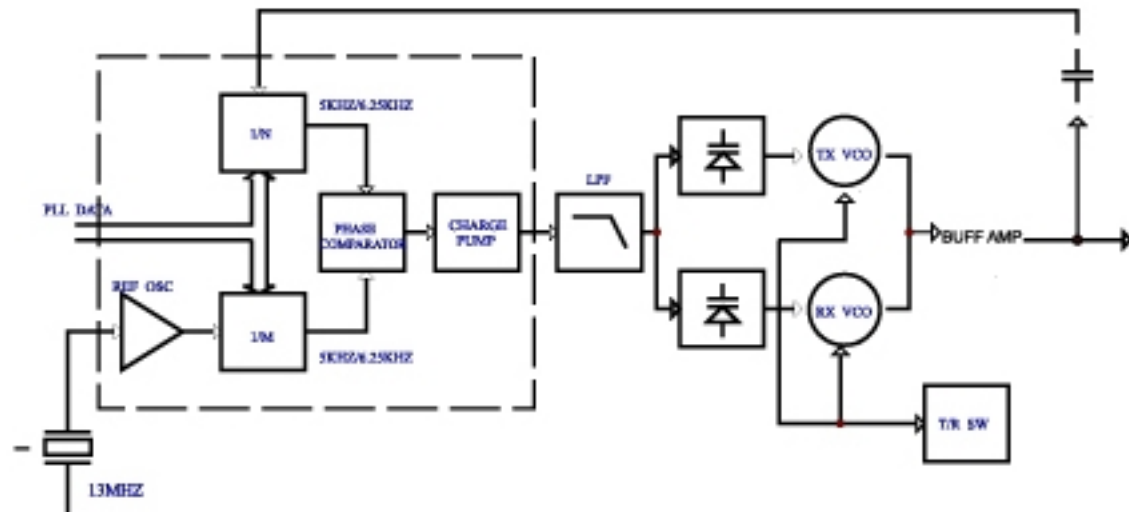 5KHZ/6.25KHZ
1/N
TX VCO
LPF
PLL DATA
PHASE
COMPARATOR
CHARGE
PUMP
BUFF AMP
REF OSC
1/M
RX VCO
5KHZ/6.25KHZ
T/R SW
13MHZ